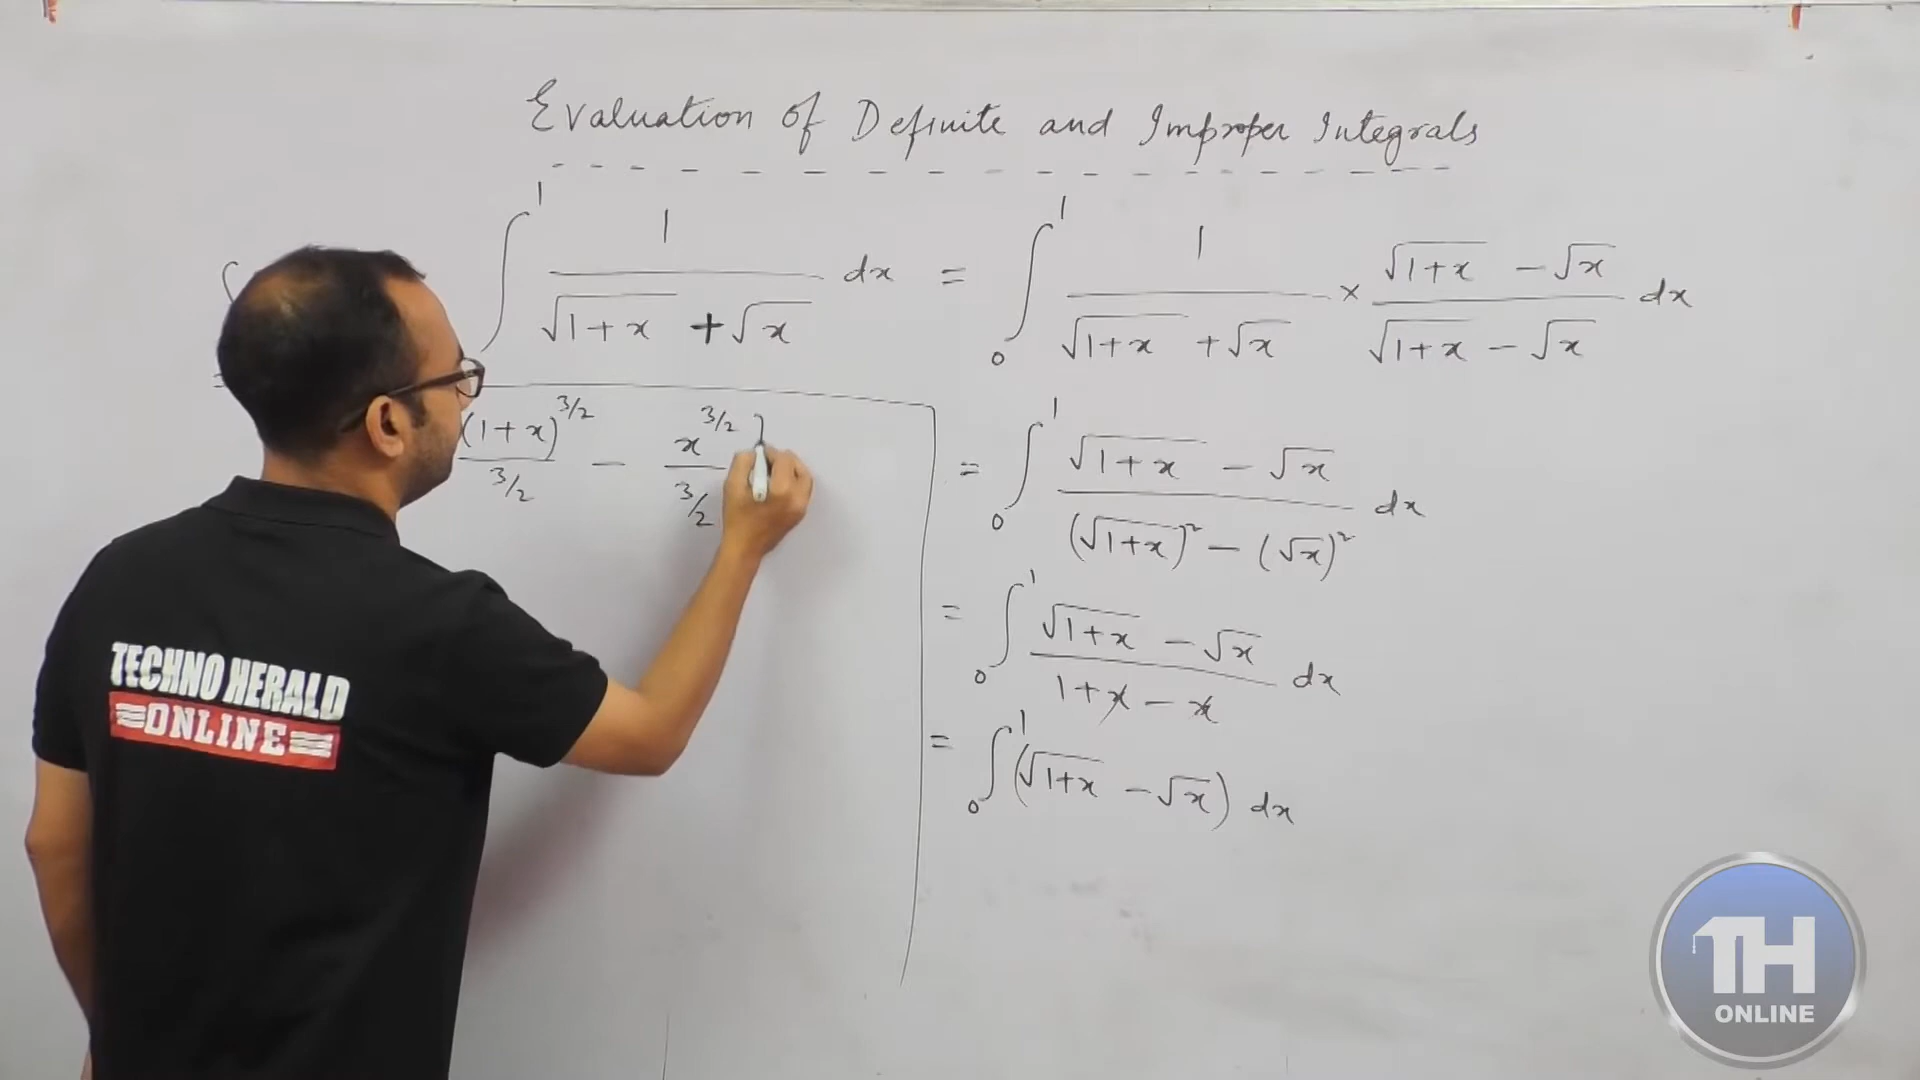 Evaluation of Definite and Improper Integrals
∫ 1 / (√1+x + √x) dx = ∫₀¹ 1 / (√1+x + √x) × (√1+x − √x) / (√1+x − √x) dx
(1+x)^3/2 / 3/2 − x^3/2 / 3/2 ]
= ∫₀¹ (√1+x − √x) / ((√1+x)² − (√x)²) dx
= ∫₀¹ (√1+x − √x) / (1+x − x) dx
= ∫₀¹ (√1+x − √x) dx
TECHNO HERALD
ONLINE
TH
ONLINE